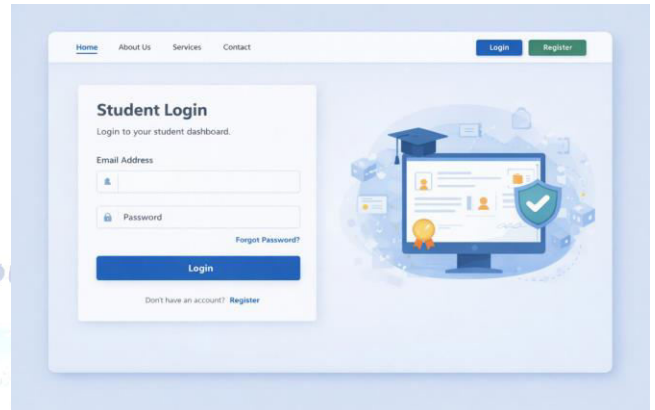 Home About Us Services Contact Login Register
Student Login
Login to your student dashboard.
Email Address
Password
Forgot Password?
Login
Don't have an account? Register